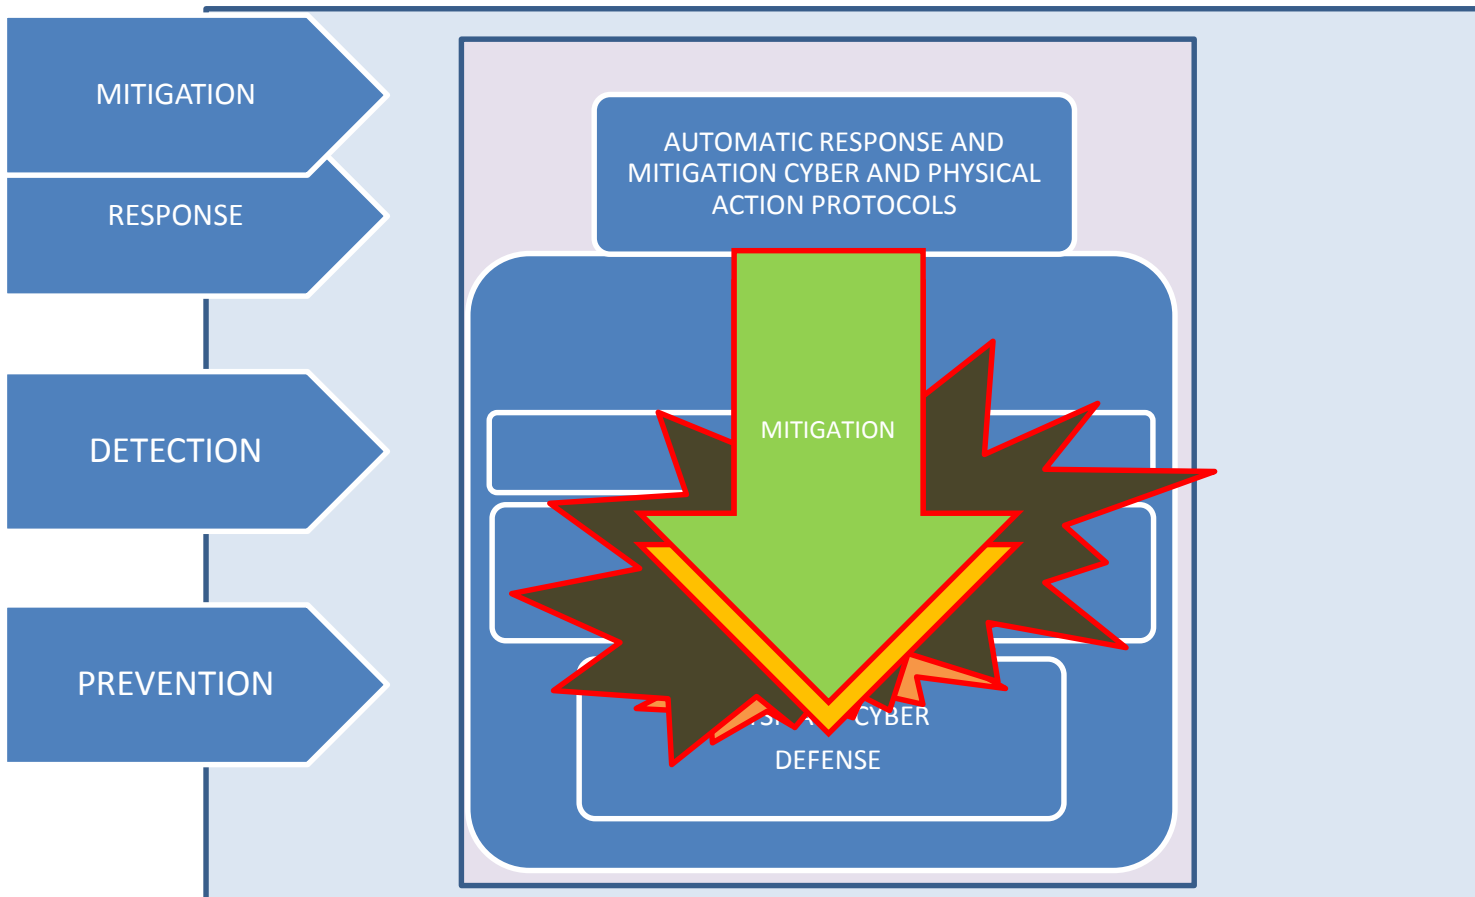 MITIGATION
RESPONSE
DETECTION
PREVENTION
AUTOMATIC RESPONSE AND
MITIGATION CYBER AND PHYSICAL
ACTION PROTOCOLS
MITIGATION
CYBER
DEFENSE